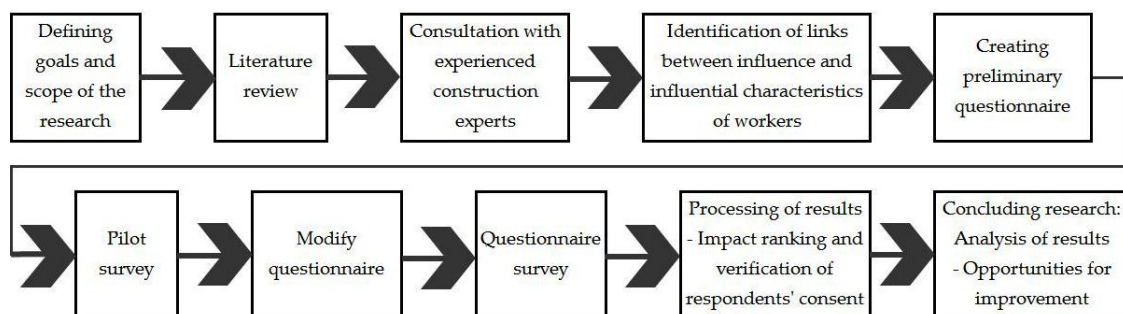 Defining
goals and
scope of the
research
Literature
review
Consultation with
experienced
construction
experts
Identification of links
between influence and
influential characteristics
of workers
Creating
preliminary
questionnaire
Pilot
survey
Modify
questionnaire
Questionnaire
survey
Processing of results
- Impact ranking and
verification of
respondents' consent
Concluding research:
Analysis of results
- Opportunities for
improvement